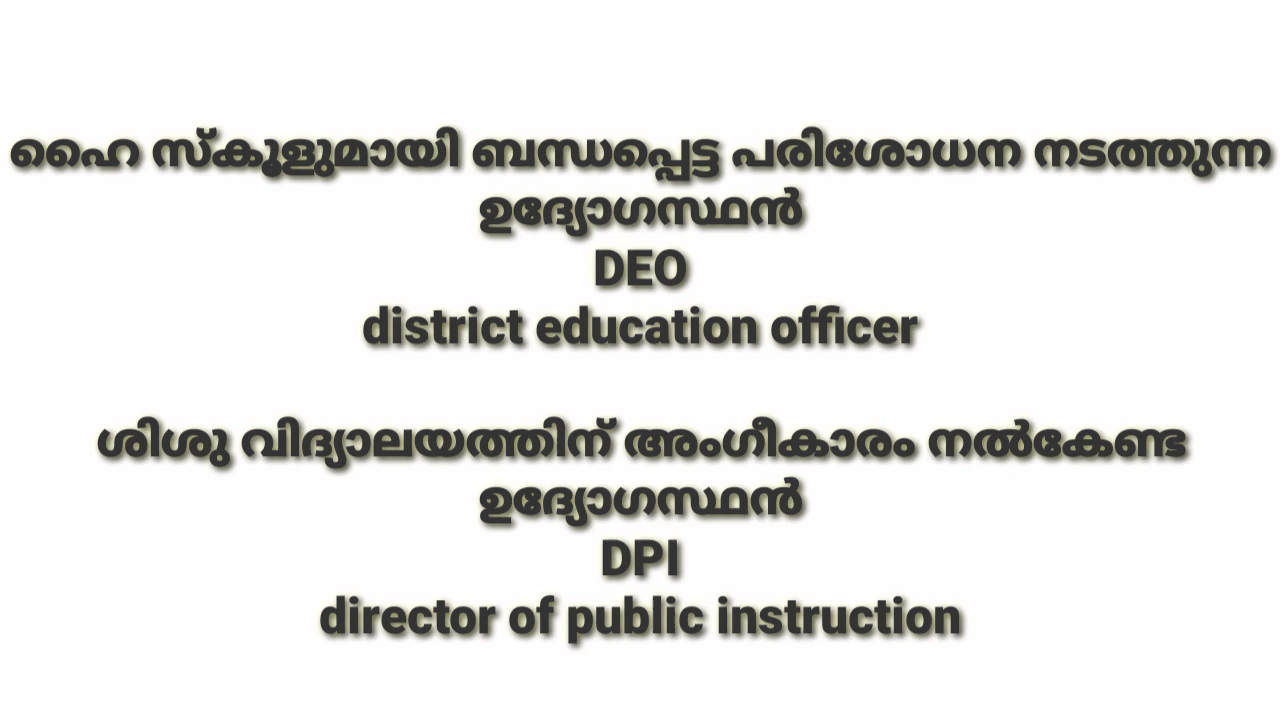 ഹൈ സ്കൂളുമായി ബന്ധപ്പെട്ട പരിശോധന നടത്തുന്ന
ഉദ്യോഗസ്ഥൻ
DEO
district education officer
ശിശു വിദ്യാലയത്തിന് അംഗീകാരം നൽകേണ്ട
ഉദ്യോഗസ്ഥൻ
DPI
director of public instruction